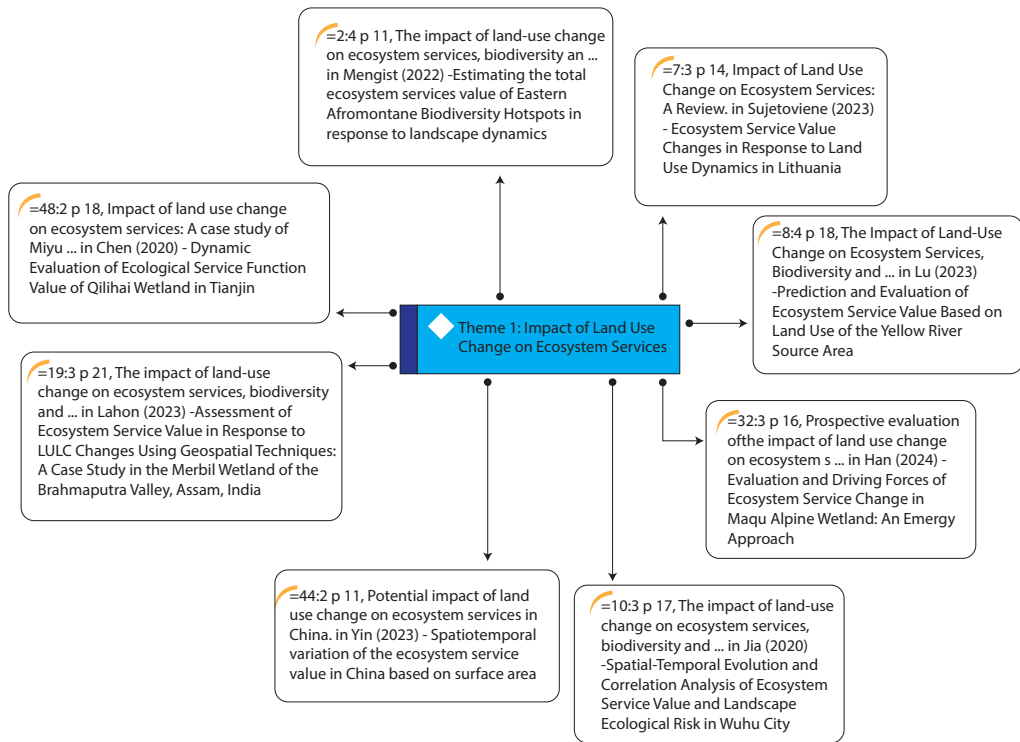 =2:4 p 11, The impact of land-use change
on ecosystem services, biodiversity an ...
in Mengist (2022) -Estimating the total
ecosystem services value of Eastern
Afromontane Biodiversity Hotspots in
response to landscape dynamics
=7:3 p 14, Impact of Land Use
Change on Ecosystem Services:
A Review. in Sujetoviene (2023)
- Ecosystem Service Value
Changes in Response to Land
Use Dynamics in Lithuania
=48:2 p 18, Impact of land use change
on ecosystem services: A case study of
Miyu ... in Chen (2020) - Dynamic
Evaluation of Ecological Service Function
Value of Qilihai Wetland in Tianjin
=8:4 p 18, The Impact of Land-Use
Change on Ecosystem Services,
Biodiversity and ... in Lu (2023)
-Prediction and Evaluation of
Ecosystem Service Value Based on
Land Use of the Yellow River
Source Area
Theme 1: Impact of Land Use
Change on Ecosystem Services
=19:3 p 21, The impact of land-use
change on ecosystem services, biodiversity
and ... in Lahon (2023) -Assessment of
Ecosystem Service Value in Response to
LULC Changes Using Geospatial Techniques:
A Case Study in the Merbil Wetland of the
Brahmaputra Valley, Assam, India
=32:3 p 16, Prospective evaluation
ofthe impact of land use change
on ecosystem s ... in Han (2024) -
Evaluation and Driving Forces of
Ecosystem Service Change in
Maqu Alpine Wetland: An Emergy
Approach
=44:2 p 11, Potential impact of land
use change on ecosystem services in
China. in Yin (2023) - Spatiotemporal
variation of the ecosystem service
value in China based on surface area
=10:3 p 17, The impact of land-use
change on ecosystem services,
biodiversity and ... in Jia (2020)
-Spatial-Temporal Evolution and
Correlation Analysis of Ecosystem
Service Value and Landscape
Ecological Risk in Wuhu City